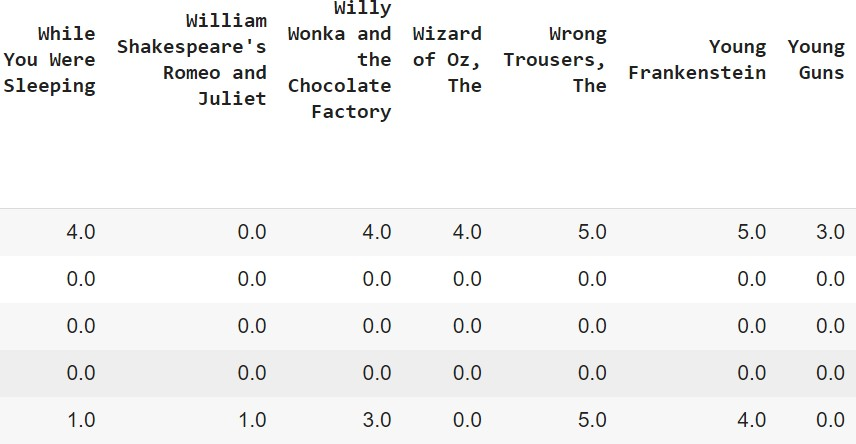 While You Were Sleeping
William Shakespeare's Romeo and Juliet
Willy Wonka and the Chocolate Factory
Wizard of Oz, The
Wrong Trousers, The
Young Frankenstein
Young Guns
4.0 0.0 4.0 4.0 5.0 5.0 3.0
0.0 0.0 0.0 0.0 0.0 0.0 0.0
0.0 0.0 0.0 0.0 0.0 0.0 0.0
0.0 0.0 0.0 0.0 0.0 0.0 0.0
1.0 1.0 3.0 0.0 5.0 4.0 0.0